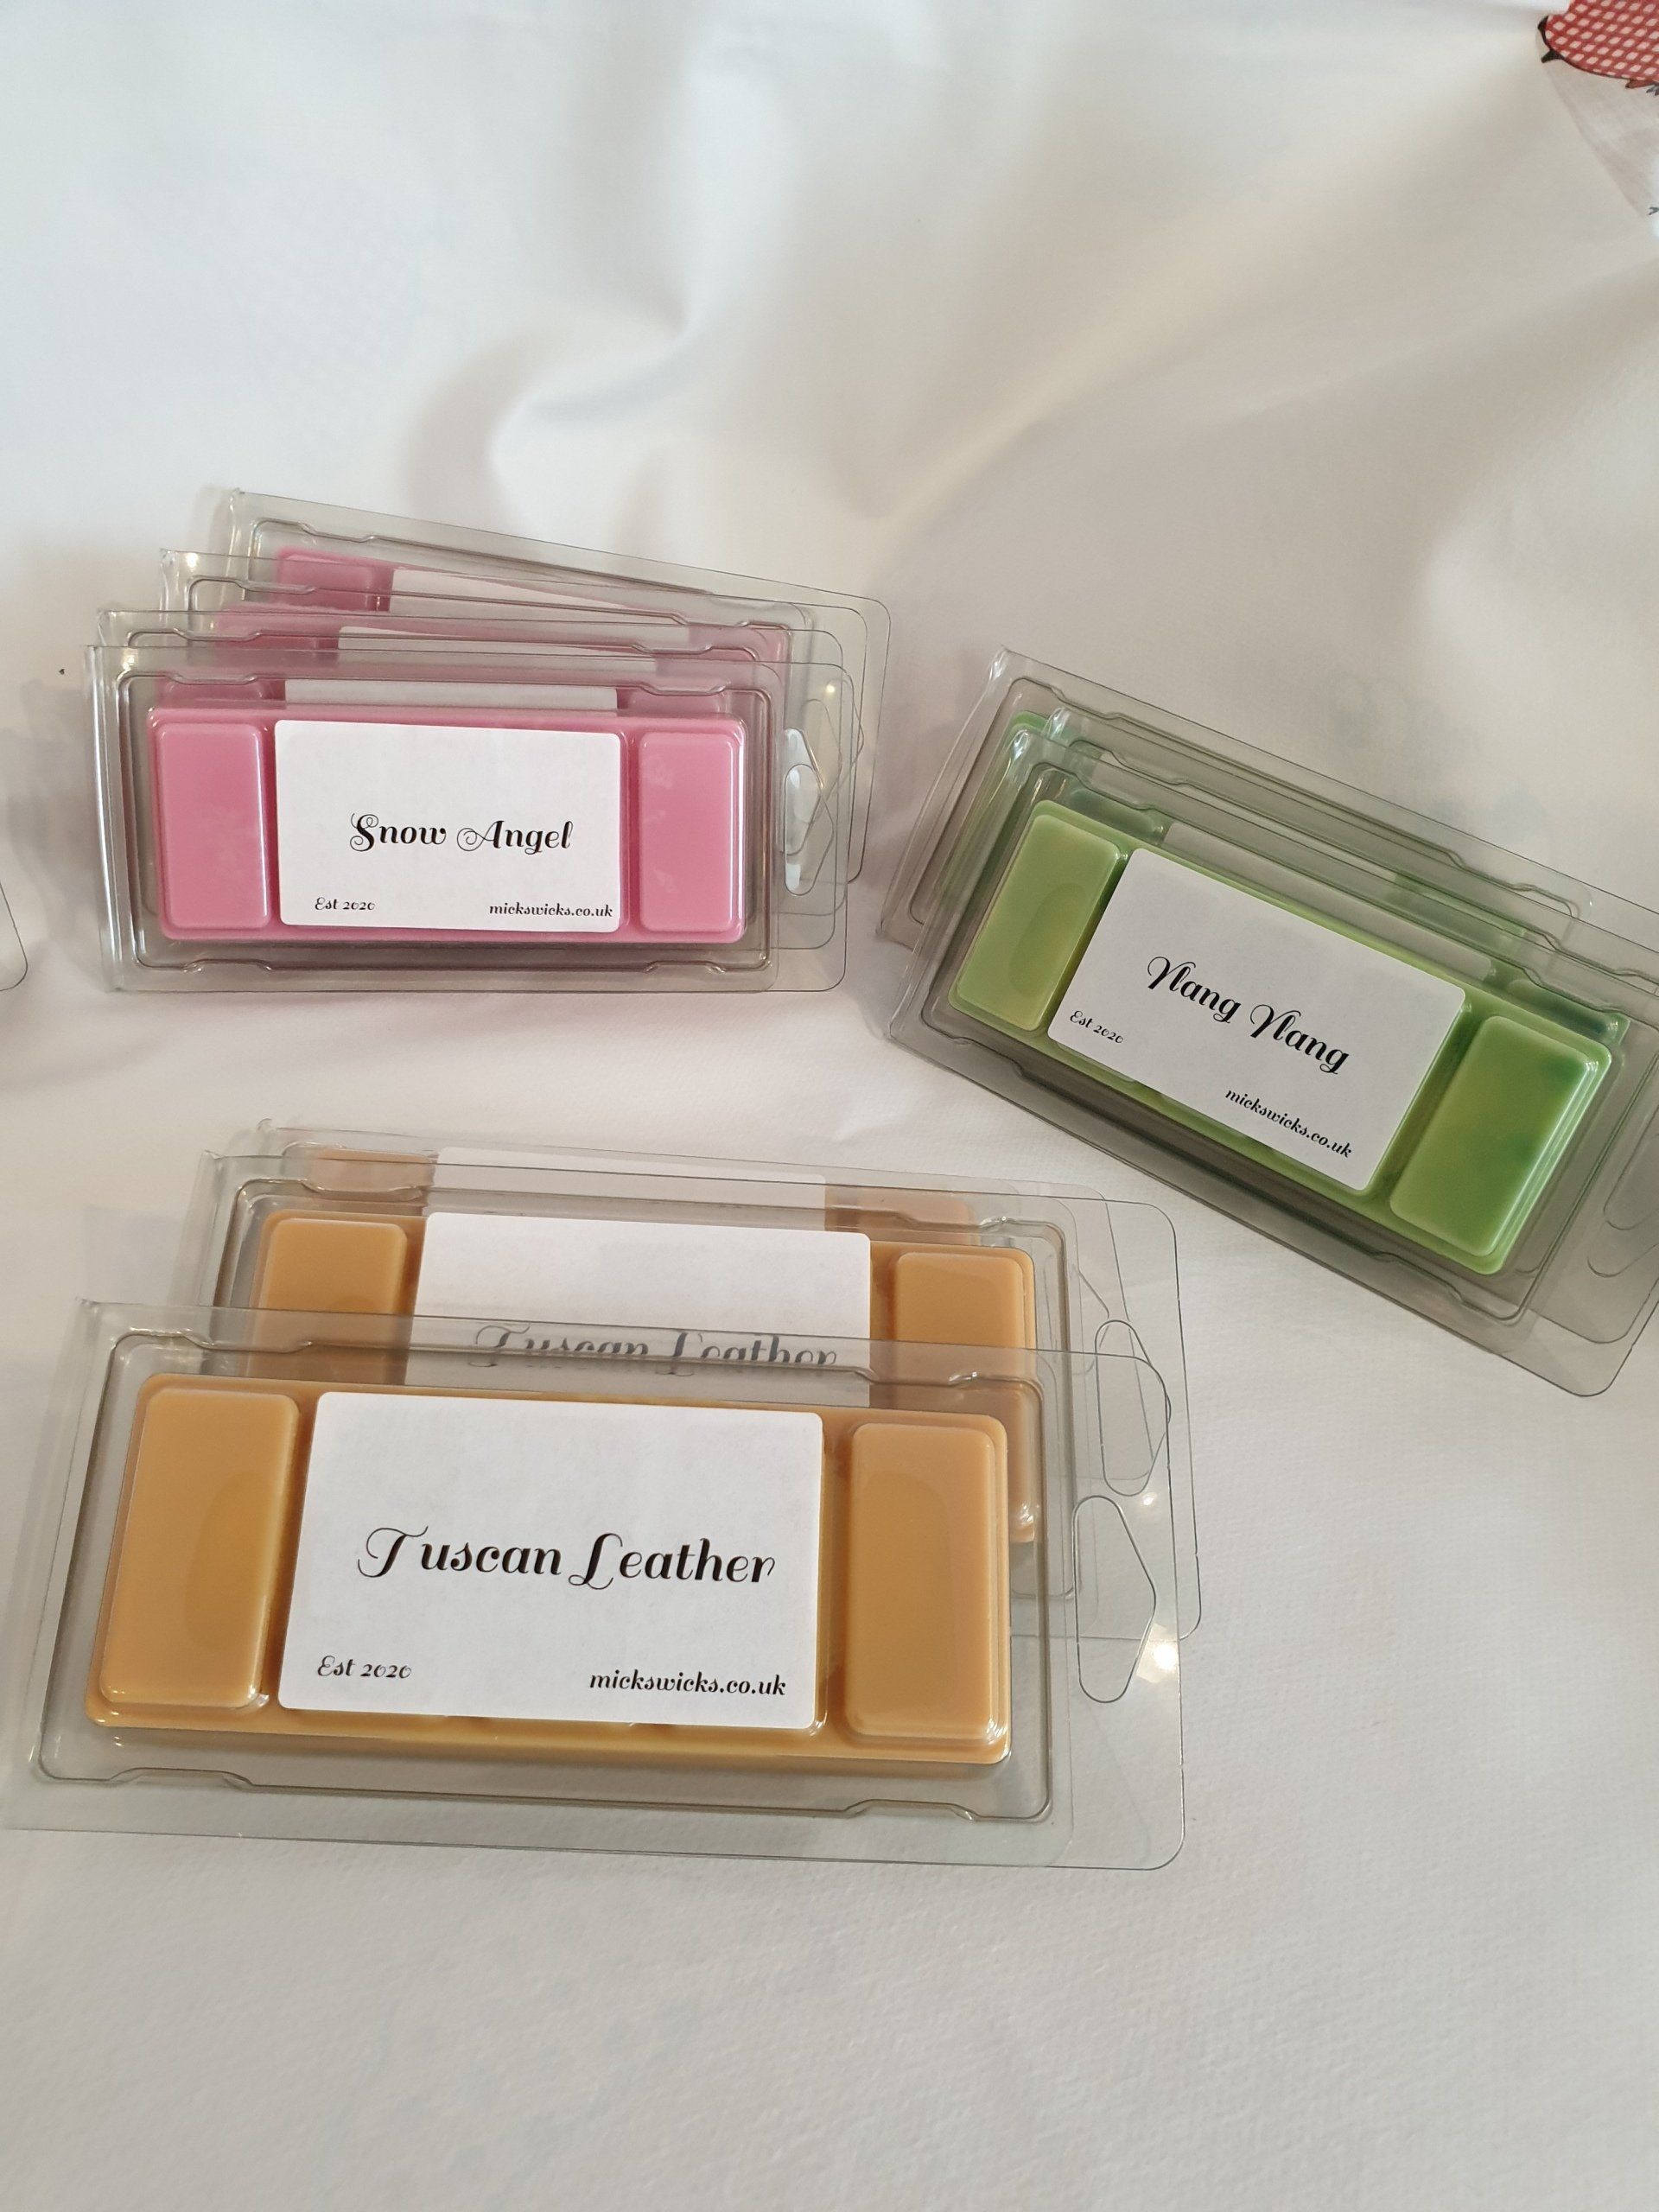 Snow Angel
Est 2020
mickswicks.co.uk
Ylang Ylang
Est 2020
mickswicks.co.uk
Tuscan Leather
Tuscan Leather
Est 2020
mickswicks.co.uk